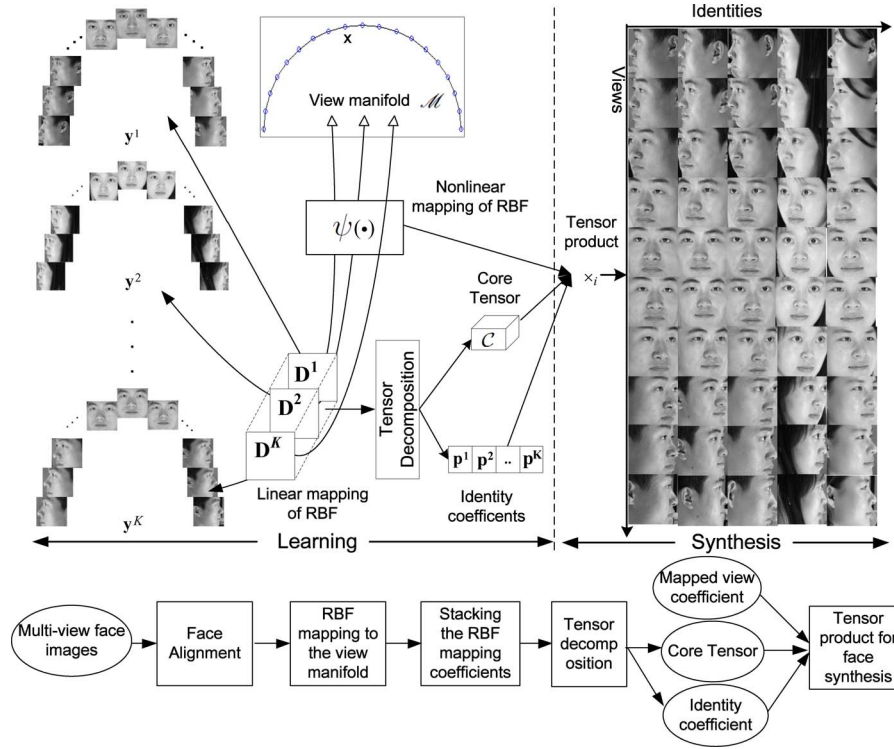 Identities
Views
x
View manifold ℳ
y¹
Nonlinear
mapping of RBF
ψ(•)
Tensor
product
×ᵢ
y²
Core
Tensor
C
D¹
D²
Dᴷ
Tensor
Decomposition
p¹ p² .. pᴷ
Linear mapping
of RBF
Identity
coefficents
yᴷ
Learning
Synthesis
Multi-view face
images
Face
Alignment
RBF
mapping to
the view
manifold
Stacking
the RBF
mapping
coefficients
Tensor
decomp
osition
Mapped view
coefficient
Core Tensor
Identity
coefficient
Tensor
product for
face
synthesis